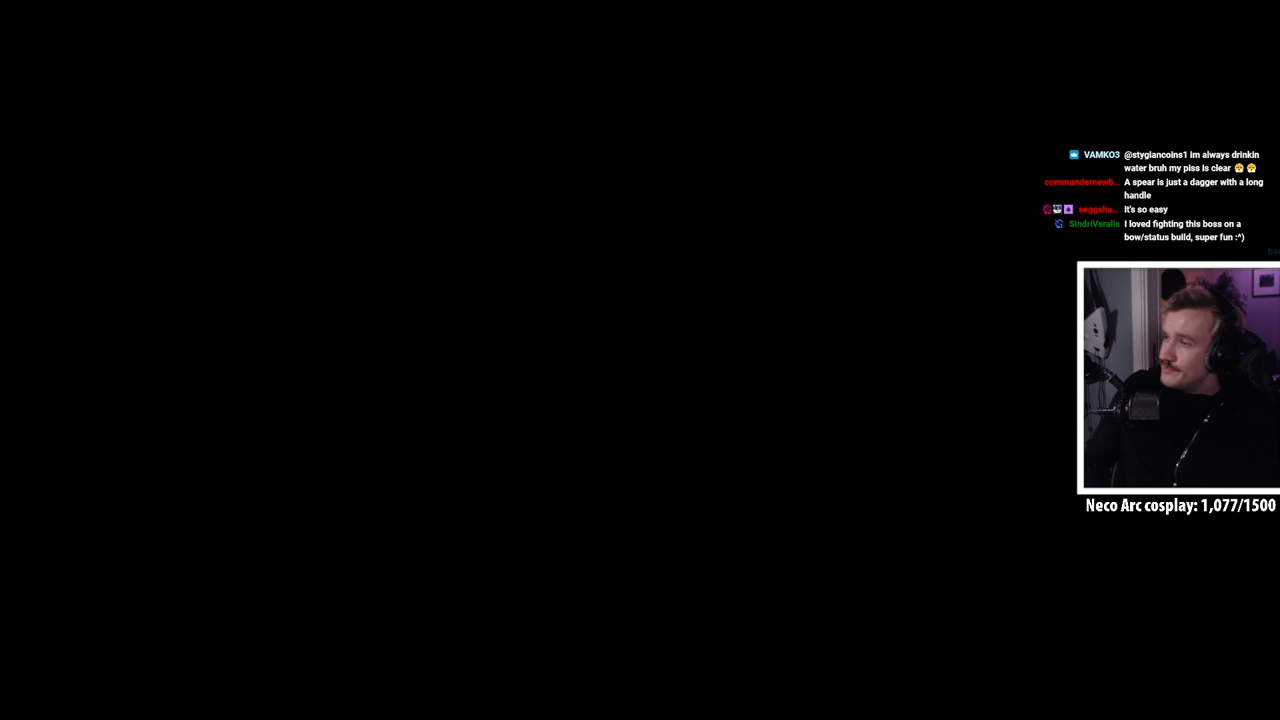 VAMKO3 @stygiancoins1 im always drinkin
water bruh my piss is clear 😤 😤
commandernewb... A spear is just a dagger with a long
handle
seggsha... it's so easy
SindriVeralis I loved fighting this boss on a
bow/status build, super fun :^)
Neco Arc cosplay: 1,077/1500